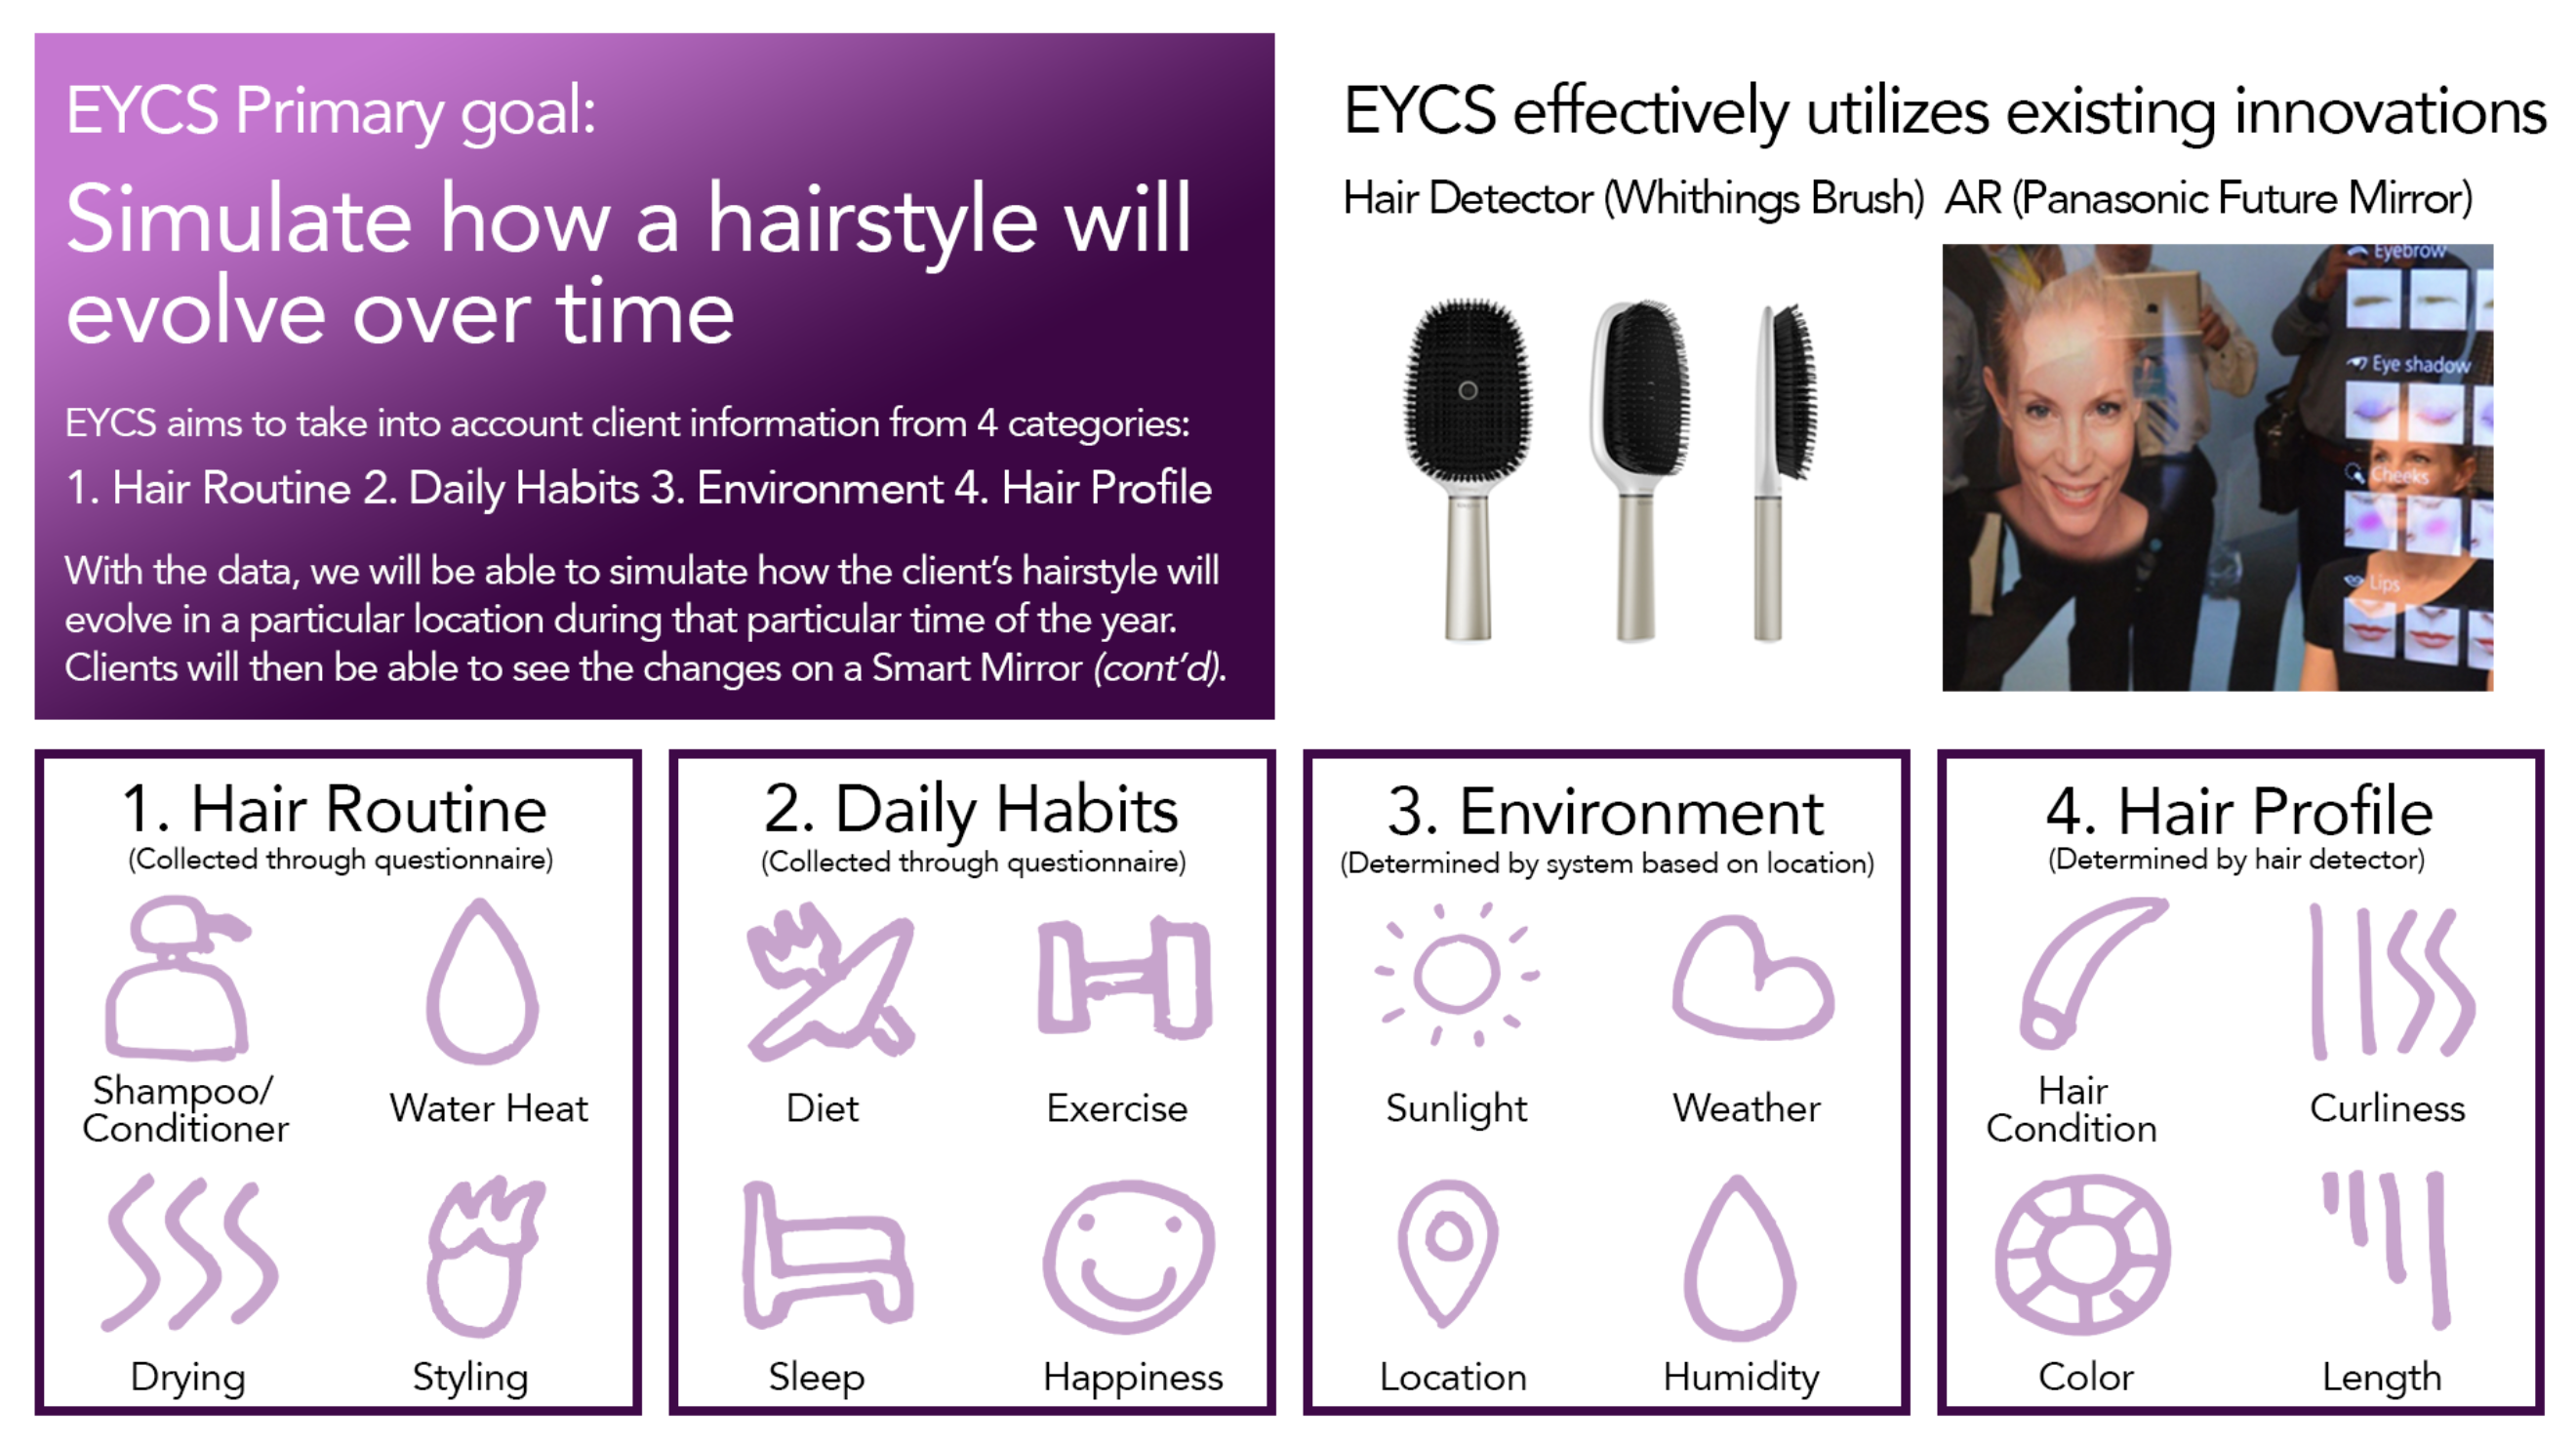 EYCS Primary goal:
Simulate how a hairstyle will
evolve over time
EYCS aims to take into account client information from 4 categories:
1. Hair Routine 2. Daily Habits 3. Environment 4. Hair Profile
With the data, we will be able to simulate how the client's hairstyle will
evolve in a particular location during that particular time of the year.
Clients will then be able to see the changes on a Smart Mirror (cont'd).
EYCS effectively utilizes existing innovations
Hair Detector (Whithings Brush)
AR (Panasonic Future Mirror)
Eyebrow
Eye shadow
Cheeks
Lips
1. Hair Routine
(Collected through questionnaire)
Shampoo/
Conditioner
Water Heat
Drying
Styling
2. Daily Habits
(Collected through questionnaire)
Diet
Exercise
Sleep
Happiness
3. Environment
(Determined by system based on location)
Sunlight
Weather
Location
Humidity
4. Hair Profile
(Determined by hair detector)
Hair
Condition
Curliness
Color
Length